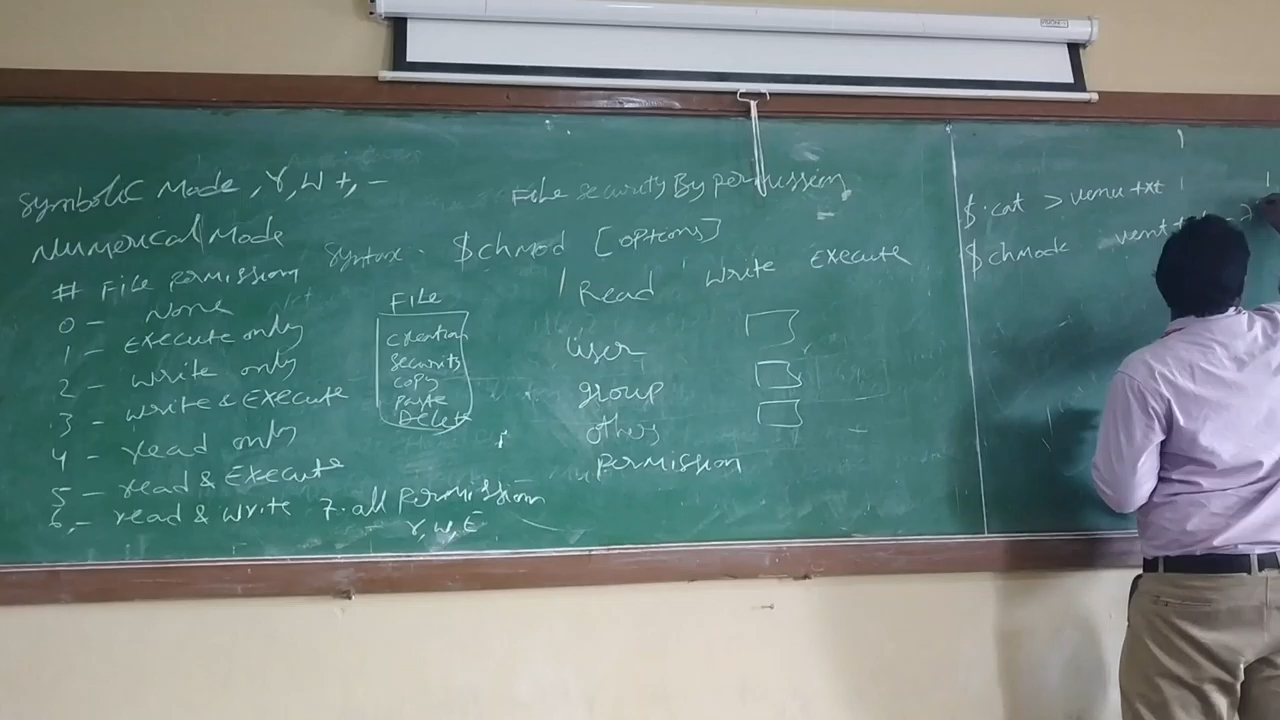 Symbolic Mode, r, w +, -
Numerical Mode
# File permission
0 - None
1 - Execute only
2 - write only
3 - write & Execute
4 - read only
5 - read & Execute
6 - read & write 7. all permission
r, w, E
File security By permission
Syntax - $chmod [options]
File
creation
security
copy
paste
Delete
Read write execute
user
group
others
permission
$ cat > venu txt
$ chmode